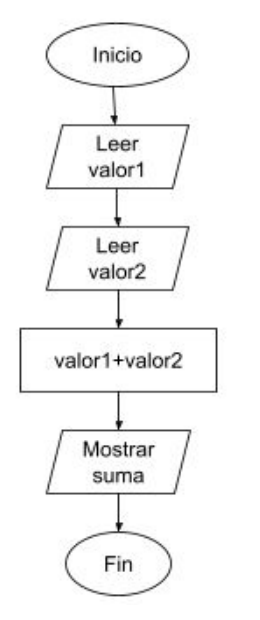 Inicio
Leer
valor1
Leer
valor2
valor1+valor2
Mostrar
suma
Fin